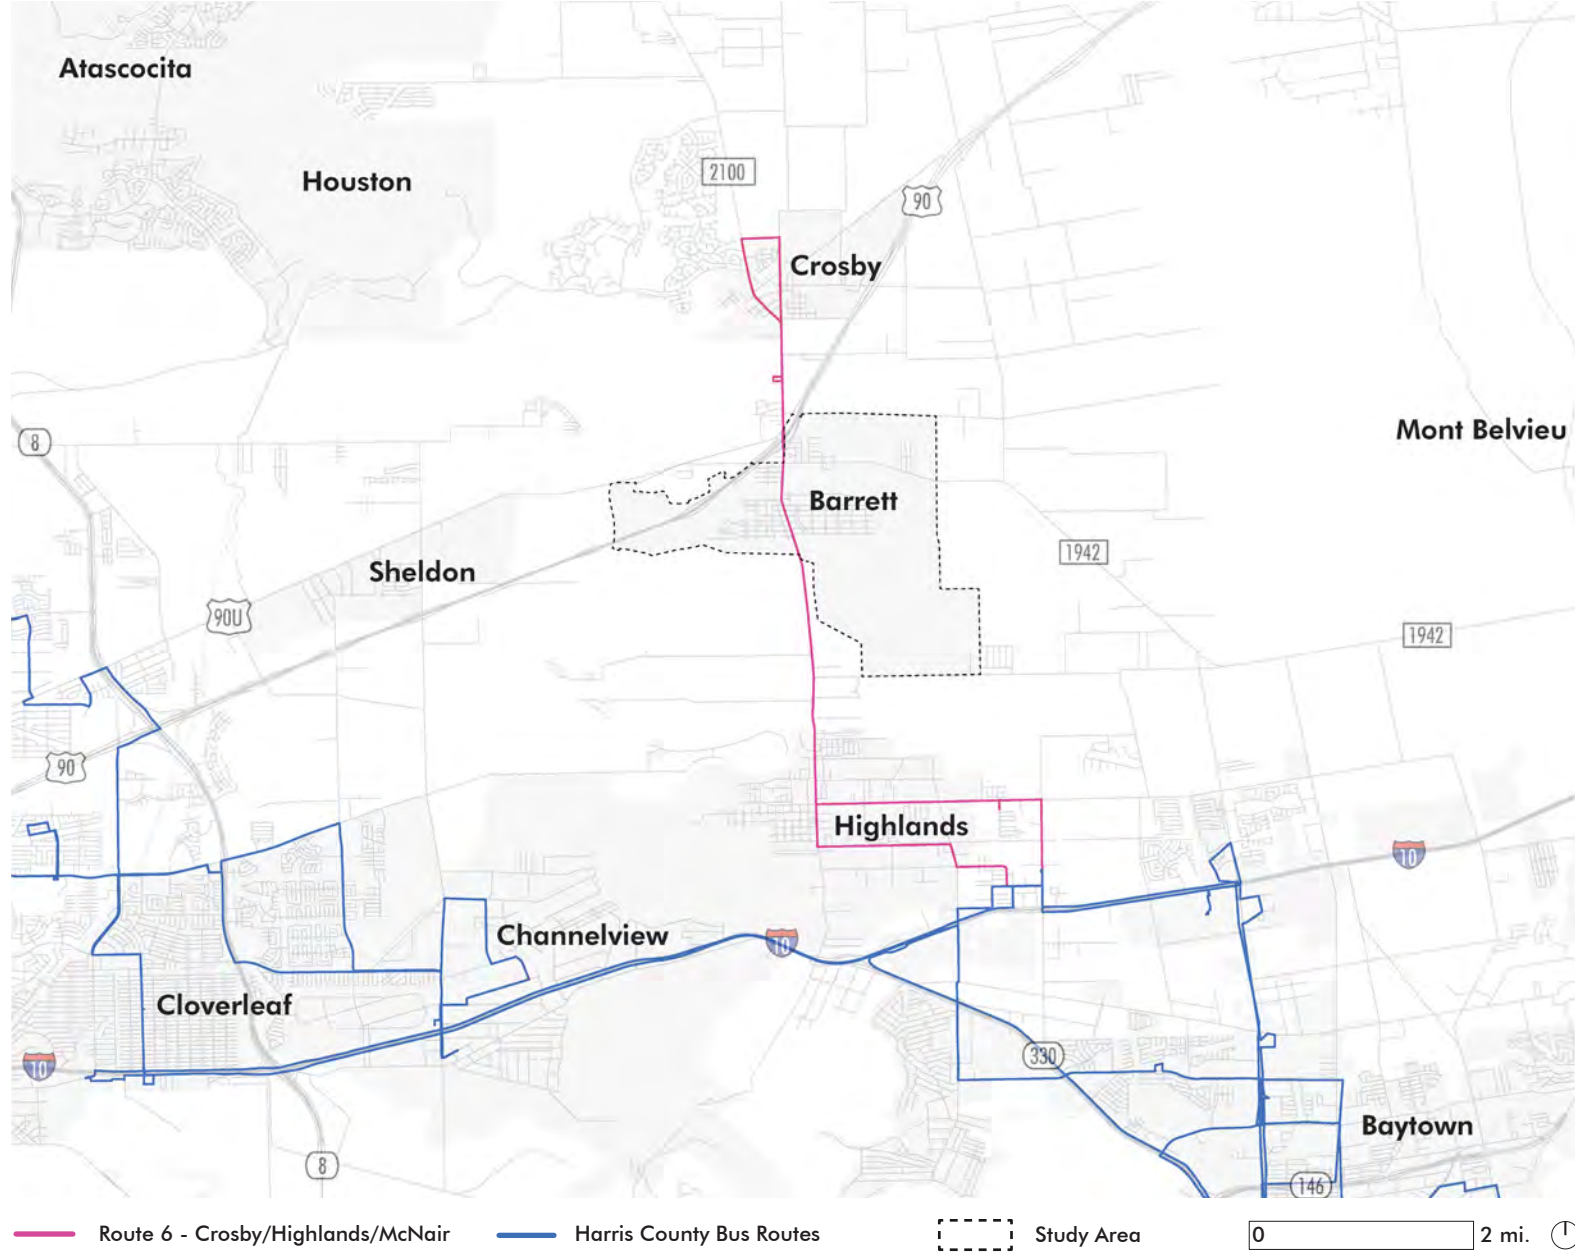 Atascocita
Houston
2100
90
Crosby
8
Mont Belvieu
Barrett
1942
Sheldon
90U
1942
90
Highlands
10
Channelview
10
Cloverleaf
10
330
Baytown
8
146
Route 6 - Crosby/Highlands/McNair
Harris County Bus Routes
Study Area
0
2 mi.